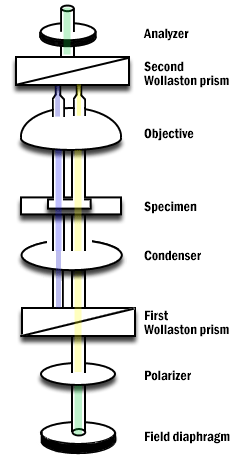 Analyzer
Second
Wollaston prism
Objective
Specimen
Condenser
First
Wollaston prism
Polarizer
Field diaphragm